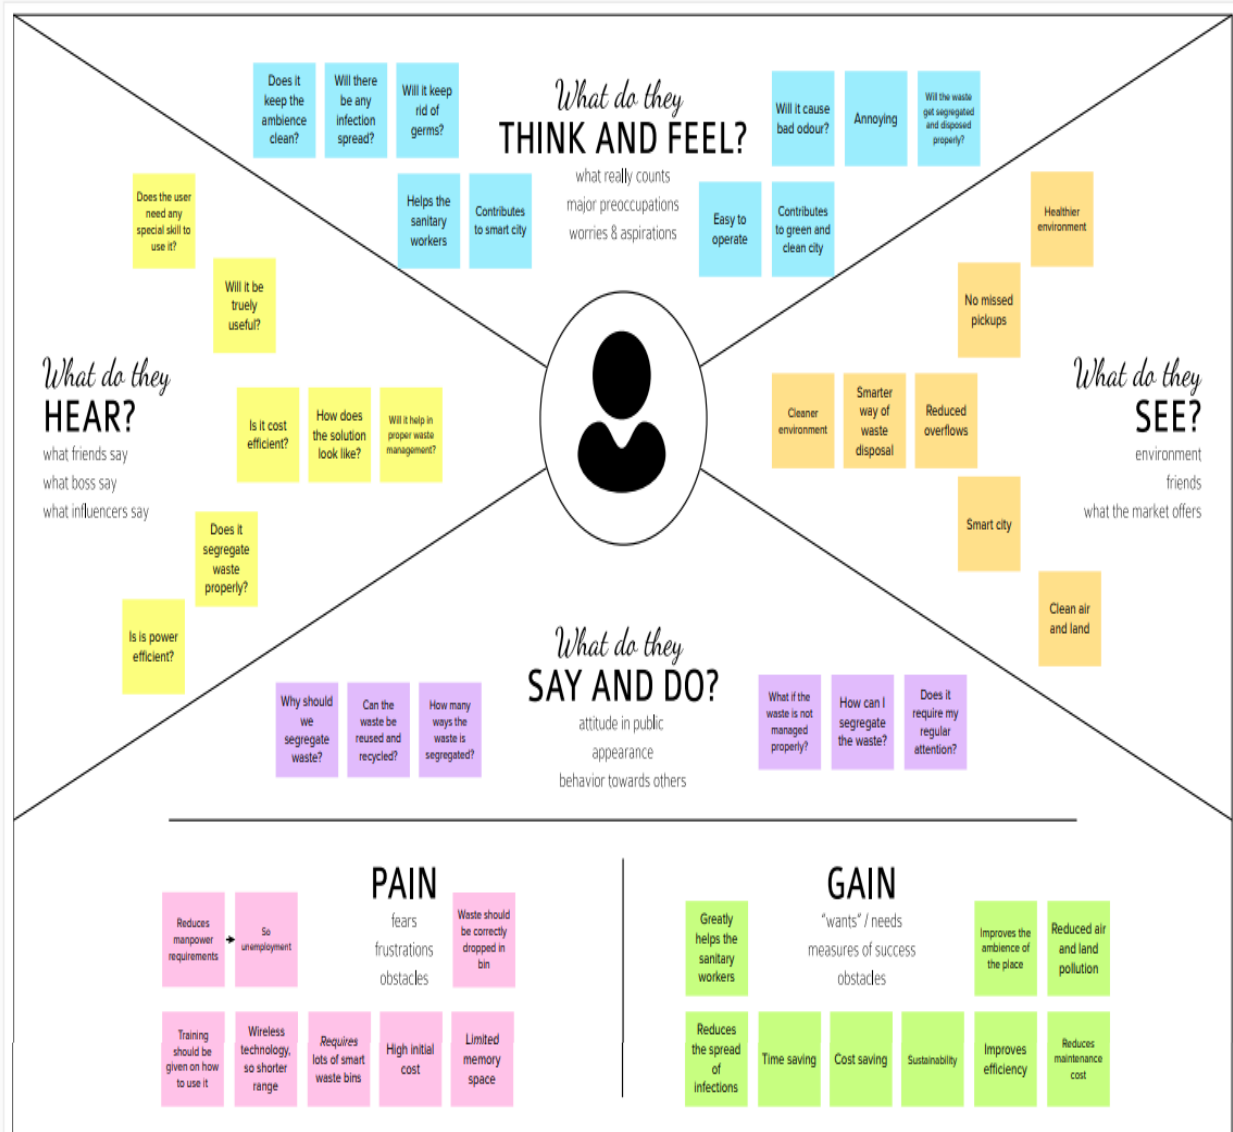 Does it
keep the
ambience
clean?
Will there
be any
infection
spread?
Will it keep
rid of
germs?
Helps the
sanitary
workers
Contributes
to smart city
What do they
THINK AND FEEL?
what really counts
major preoccupations
worries & aspirations
Will it cause
bad odour?
Annoying
Will the waste
get segregated
and disposed
properly?
Easy to
operate
Contributes
to green and
clean city
Does the user
need any
special skill to
use it?
Will it be
truely
useful?
What do they
HEAR?
what friends say
what boss say
what influencers say
Is it cost
efficient?
How does
the solution
look like?
Will it help in
proper waste
management?
Does it
segregate
waste
properly?
Is is power
efficient?
Healthier
environment
No missed
pickups
Cleaner
environment
Smarter
way of
waste
disposal
Reduced
overflows
What do they
SEE?
environment
friends
what the market offers
Smart city
Clean air
and land
What do they
SAY AND DO?
attitude in public
appearance
behavior towards others
Why should
we
segregate
waste?
Can the
waste be
reused and
recycled?
How many
ways the
waste is
segregated?
What if the
waste is not
managed
properly?
How can I
segregate
the waste?
Does it
require my
regular
attention?
PAIN
fears
frustrations
obstacles
Reduces
manpower
requirements
So
unemployment
Waste should
be correctly
dropped in
bin
Training
should be
given on how
to use it
Wireless
technology,
so shorter
range
Requires
lots of smart
waste bins
High initial
cost
Limited
memory
space
GAIN
"wants" / needs
measures of success
obstacles
Greatly
helps the
sanitary
workers
Improves the
ambience of
the place
Reduced air
and land
pollution
Reduces
the spread
of
infections
Time saving
Cost saving
Sustainability
Improves
efficiency
Reduces
maintenance
cost